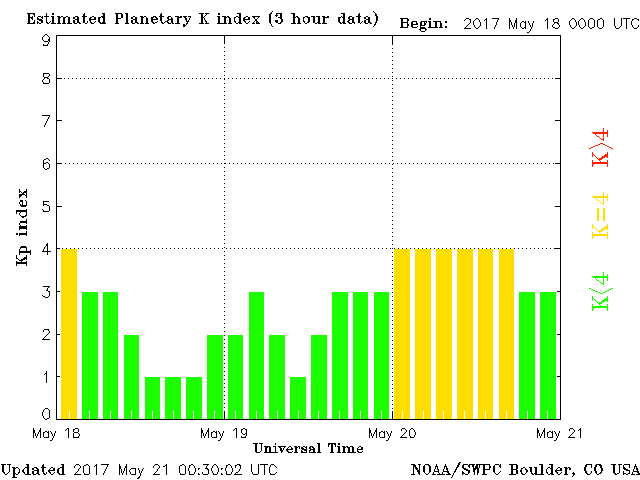 Estimated Planetary K index (3 hour data)
Begin: 2017 May 18 0000 UTC
9
8
7
6
5
4
3
2
1
0
Kp index
K>4
K=4
K<4
May 18
May 19
May 20
May 21
Universal Time
Updated 2017 May 21 00:30:02 UTC
NOAA/SWPC Boulder, CO USA